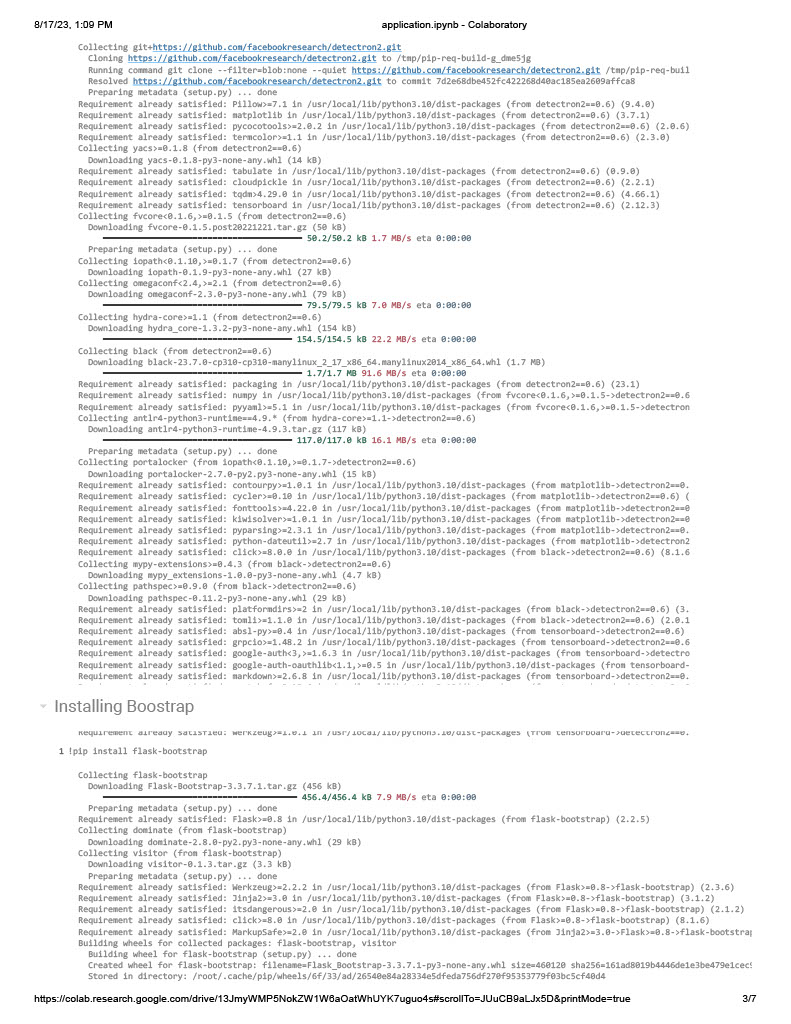 8/17/23, 1:09 PM
application.ipynb - Colaboratory
Collecting git+https://github.com/facebookresearch/detectron2.git
Cloning https://github.com/facebookresearch/detectron2.git to /tmp/pip-req-build-g_dme5jg
Running command git clone --filter=blob:none --quiet https://github.com/facebookresearch/detectron2.git /tmp/pip-req-buil
Resolved https://github.com/facebookresearch/detectron2.git to commit 7d2e68dbe452fc422268d40ac185ea2609affca8
Preparing metadata (setup.py) ... done
Requirement already satisfied: Pillow>=7.1 in /usr/local/lib/python3.10/dist-packages (from detectron2==0.6) (9.4.0)
Requirement already satisfied: matplotlib in /usr/local/lib/python3.10/dist-packages (from detectron2==0.6) (3.7.1)
Requirement already satisfied: pycocotools>=2.0.2 in /usr/local/lib/python3.10/dist-packages (from detectron2==0.6) (2.0.6)
Requirement already satisfied: termcolor>=1.1 in /usr/local/lib/python3.10/dist-packages (from detectron2==0.6) (2.3.0)
Collecting yacs>=0.1.8 (from detectron2==0.6)
Downloading yacs-0.1.8-py3-none-any.whl (14 kB)
Requirement already satisfied: tabulate in /usr/local/lib/python3.10/dist-packages (from detectron2==0.6) (0.9.0)
Requirement already satisfied: cloudpickle in /usr/local/lib/python3.10/dist-packages (from detectron2==0.6) (2.2.1)
Requirement already satisfied: tqdm>4.29.0 in /usr/local/lib/python3.10/dist-packages (from detectron2==0.6) (4.66.1)
Requirement already satisfied: tensorboard in /usr/local/lib/python3.10/dist-packages (from detectron2==0.6) (2.12.3)
Collecting fvcore<0.1.6,>=0.1.5 (from detectron2==0.6)
Downloading fvcore-0.1.5.post20221221.tar.gz (50 kB)
50.2/50.2 kB 1.7 MB/s eta 0:00:00
Preparing metadata (setup.py) ... done
Collecting iopath<0.1.10,>=0.1.7 (from detectron2==0.6)
Downloading iopath-0.1.9-py3-none-any.whl (27 kB)
Collecting omegaconf<2.4,>=2.1 (from detectron2==0.6)
Downloading omegaconf-2.3.0-py3-none-any.whl (79 kB)
79.5/79.5 kB 7.0 MB/s eta 0:00:00
Collecting hydra-core>=1.1 (from detectron2==0.6)
Downloading hydra_core-1.3.2-py3-none-any.whl (154 kB)
154.5/154.5 kB 22.2 MB/s eta 0:00:00
Collecting black (from detectron2==0.6)
Downloading black-23.7.0-cp310-cp310-manylinux_2_17_x86_64.manylinux2014_x86_64.whl (1.7 MB)
1.7/1.7 MB 91.6 MB/s eta 0:00:00
Requirement already satisfied: packaging in /usr/local/lib/python3.10/dist-packages (from detectron2==0.6) (23.1)
Requirement already satisfied: numpy in /usr/local/lib/python3.10/dist-packages (from fvcore<0.1.6,>=0.1.5->detectron2==0.6
Requirement already satisfied: pyyaml>=5.1 in /usr/local/lib/python3.10/dist-packages (from fvcore<0.1.6,>=0.1.5->detectron
Collecting antlr4-python3-runtime==4.9.* (from hydra-core>=1.1->detectron2==0.6)
Downloading antlr4-python3-runtime-4.9.3.tar.gz (117 kB)
117.0/117.0 kB 16.1 MB/s eta 0:00:00
Preparing metadata (setup.py) ... done
Collecting portalocker (from iopath<0.1.10,>=0.1.7->detectron2==0.6)
Downloading portalocker-2.7.0-py2.py3-none-any.whl (15 kB)
Requirement already satisfied: contourpy>=1.0.1 in /usr/local/lib/python3.10/dist-packages (from matplotlib->detectron2==0.
Requirement already satisfied: cycler>=0.10 in /usr/local/lib/python3.10/dist-packages (from matplotlib->detectron2==0.6) (
Requirement already satisfied: fonttools>=4.22.0 in /usr/local/lib/python3.10/dist-packages (from matplotlib->detectron2==0
Requirement already satisfied: kiwisolver>=1.0.1 in /usr/local/lib/python3.10/dist-packages (from matplotlib->detectron2==0
Requirement already satisfied: pyparsing>=2.3.1 in /usr/local/lib/python3.10/dist-packages (from matplotlib->detectron2==0.
Requirement already satisfied: python-dateutil>=2.7 in /usr/local/lib/python3.10/dist-packages (from matplotlib->detectron2
Requirement already satisfied: click>=8.0.0 in /usr/local/lib/python3.10/dist-packages (from black->detectron2==0.6) (8.1.6
Collecting mypy-extensions>=0.4.3 (from black->detectron2==0.6)
Downloading mypy_extensions-1.0.0-py3-none-any.whl (4.7 kB)
Collecting pathspec>=0.9.0 (from black->detectron2==0.6)
Downloading pathspec-0.11.2-py3-none-any.whl (29 kB)
Requirement already satisfied: platformdirs>=2 in /usr/local/lib/python3.10/dist-packages (from black->detectron2==0.6) (3.
Requirement already satisfied: tomli>=1.1.0 in /usr/local/lib/python3.10/dist-packages (from black->detectron2==0.6) (2.0.1
Requirement already satisfied: absl-py>=0.4 in /usr/local/lib/python3.10/dist-packages (from tensorboard->detectron2==0.6)
Requirement already satisfied: grpcio>=1.48.2 in /usr/local/lib/python3.10/dist-packages (from tensorboard->detectron2==0.6
Requirement already satisfied: google-auth<3,>=1.6.3 in /usr/local/lib/python3.10/dist-packages (from tensorboard->detectro
Requirement already satisfied: google-auth-oauthlib<1.1,>=0.5 in /usr/local/lib/python3.10/dist-packages (from tensorboard-
Requirement already satisfied: markdown>=2.6.8 in /usr/local/lib/python3.10/dist-packages (from tensorboard->detectron2==0.
Installing Boostrap
Requirement already satisfied: werkzeug>=1.0.1 in /usr/local/lib/python3.10/dist-packages (from tensorboard->detectron2==0.
1 !pip install flask-bootstrap
Collecting flask-bootstrap
Downloading Flask-Bootstrap-3.3.7.1.tar.gz (456 kB)
456.4/456.4 kB 7.9 MB/s eta 0:00:00
Preparing metadata (setup.py) ... done
Requirement already satisfied: Flask>=0.8 in /usr/local/lib/python3.10/dist-packages (from flask-bootstrap) (2.2.5)
Collecting dominate (from flask-bootstrap)
Downloading dominate-2.8.0-py2.py3-none-any.whl (29 kB)
Collecting visitor (from flask-bootstrap)
Downloading visitor-0.1.3.tar.gz (3.3 kB)
Preparing metadata (setup.py) ... done
Requirement already satisfied: Werkzeug>=2.2.2 in /usr/local/lib/python3.10/dist-packages (from Flask>=0.8->flask-bootstrap) (2.3.6)
Requirement already satisfied: Jinja2>=3.0 in /usr/local/lib/python3.10/dist-packages (from Flask>=0.8->flask-bootstrap) (3.1.2)
Requirement already satisfied: itsdangerous>=2.0 in /usr/local/lib/python3.10/dist-packages (from Flask>=0.8->flask-bootstrap) (2.1.2)
Requirement already satisfied: click>=8.0 in /usr/local/lib/python3.10/dist-packages (from Flask>=0.8->flask-bootstrap) (8.1.6)
Requirement already satisfied: MarkupSafe>=2.0 in /usr/local/lib/python3.10/dist-packages (from Jinja2>=3.0->Flask>=0.8->flask-bootstrap
Building wheels for collected packages: flask-bootstrap, visitor
Building wheel for flask-bootstrap (setup.py) ... done
Created wheel for flask-bootstrap: filename=Flask_Bootstrap-3.3.7.1-py3-none-any.whl size=460120 sha256=161ad8019b4446de1e3be479e1cec9
Stored in directory: /root/.cache/pip/wheels/6f/33/ad/26540e84a28334e5dfeda756df270f95353779f03bc5cf40d4
https://colab.research.google.com/drive/13JmyWMP5NokZW1W6aOatWhUYK7uguo4s#scrollTo=JUuCB9aLJx5D&printMode=true
3/7